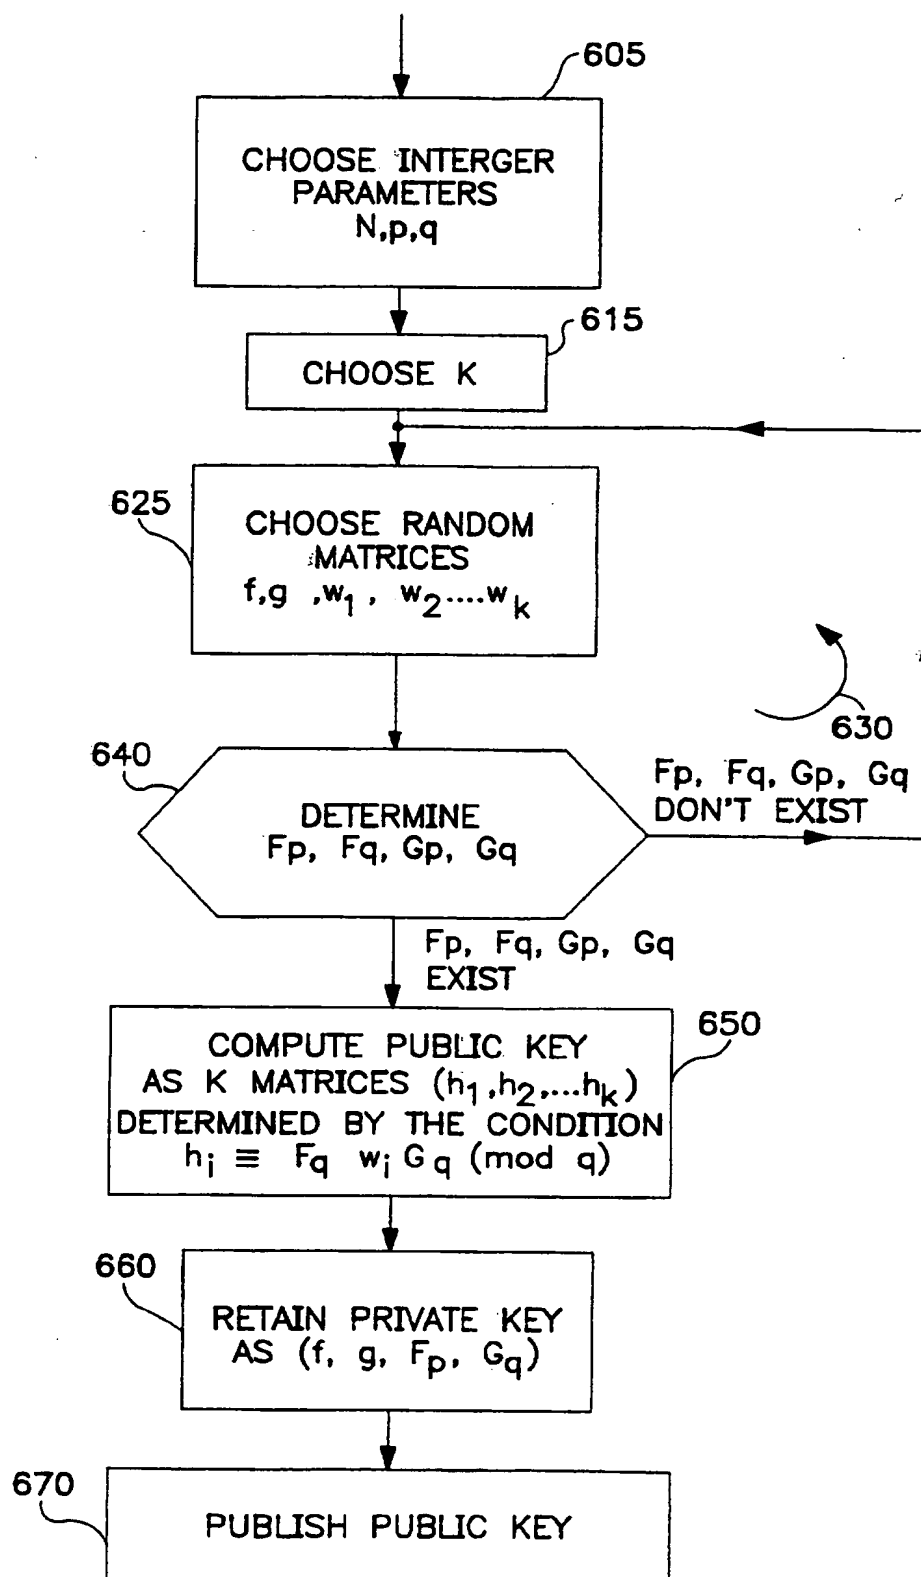 605
CHOOSE INTERGER
PARAMETERS
N,p,q
615
CHOOSE K
625
CHOOSE RANDOM
MATRICES
f,g ,w1 , w2....wk
630
640
DETERMINE
Fp, Fq, Gp, Gq
Fp, Fq, Gp, Gq
DON'T EXIST
Fp, Fq, Gp, Gq
EXIST
650
COMPUTE PUBLIC KEY
AS K MATRICES (h1,h2,...hk)
DETERMINED BY THE CONDITION
hi ≡ Fq wi Gq (mod q)
660
RETAIN PRIVATE KEY
AS (f, g, Fp, Gq)
670
PUBLISH PUBLIC KEY